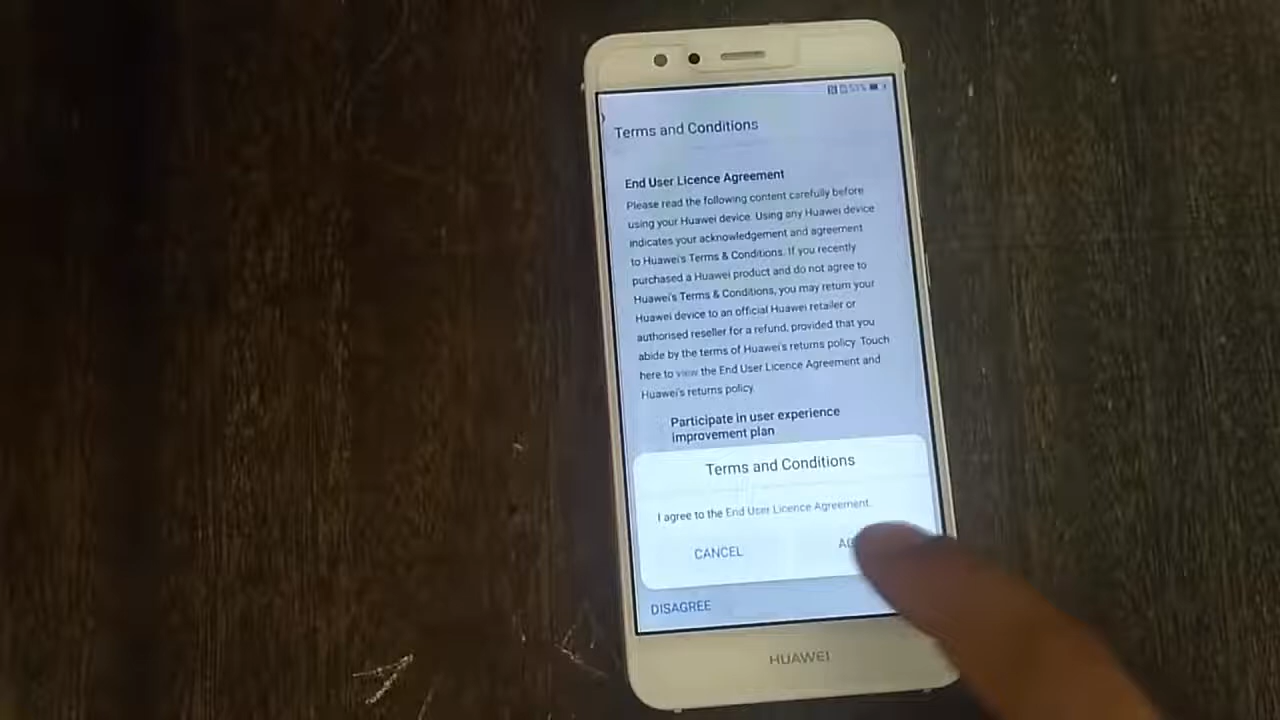 53%
Terms and Conditions
End User Licence Agreement
Please read the following content carefully before
using your Huawei device. Using any Huawei device
indicates your acknowledgement and agreement
to Huawei's Terms & Conditions. If you recently
purchased a Huawei product and do not agree to
Huawei's Terms & Conditions, you may return your
Huawei device to an official Huawei retailer or
authorised reseller for a refund, provided that you
abide by the terms of Huawei's returns policy. Touch
here to view the End User Licence Agreement and
Huawei's returns policy.
Participate in user experience
improvement plan
Terms and Conditions
I agree to the End User Licence Agreement.
CANCEL
DISAGREE
HUAWEI